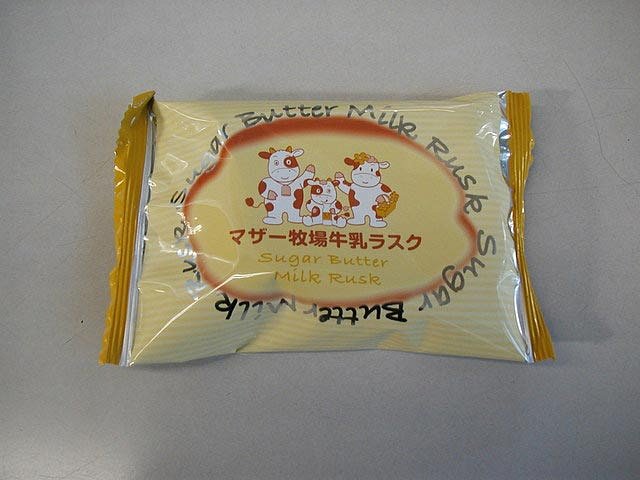 Sugar Butter Milk Rusk Sugar Butter Milk Rusk
マザー牧場牛乳ラスク
Sugar Butter
Milk Rusk